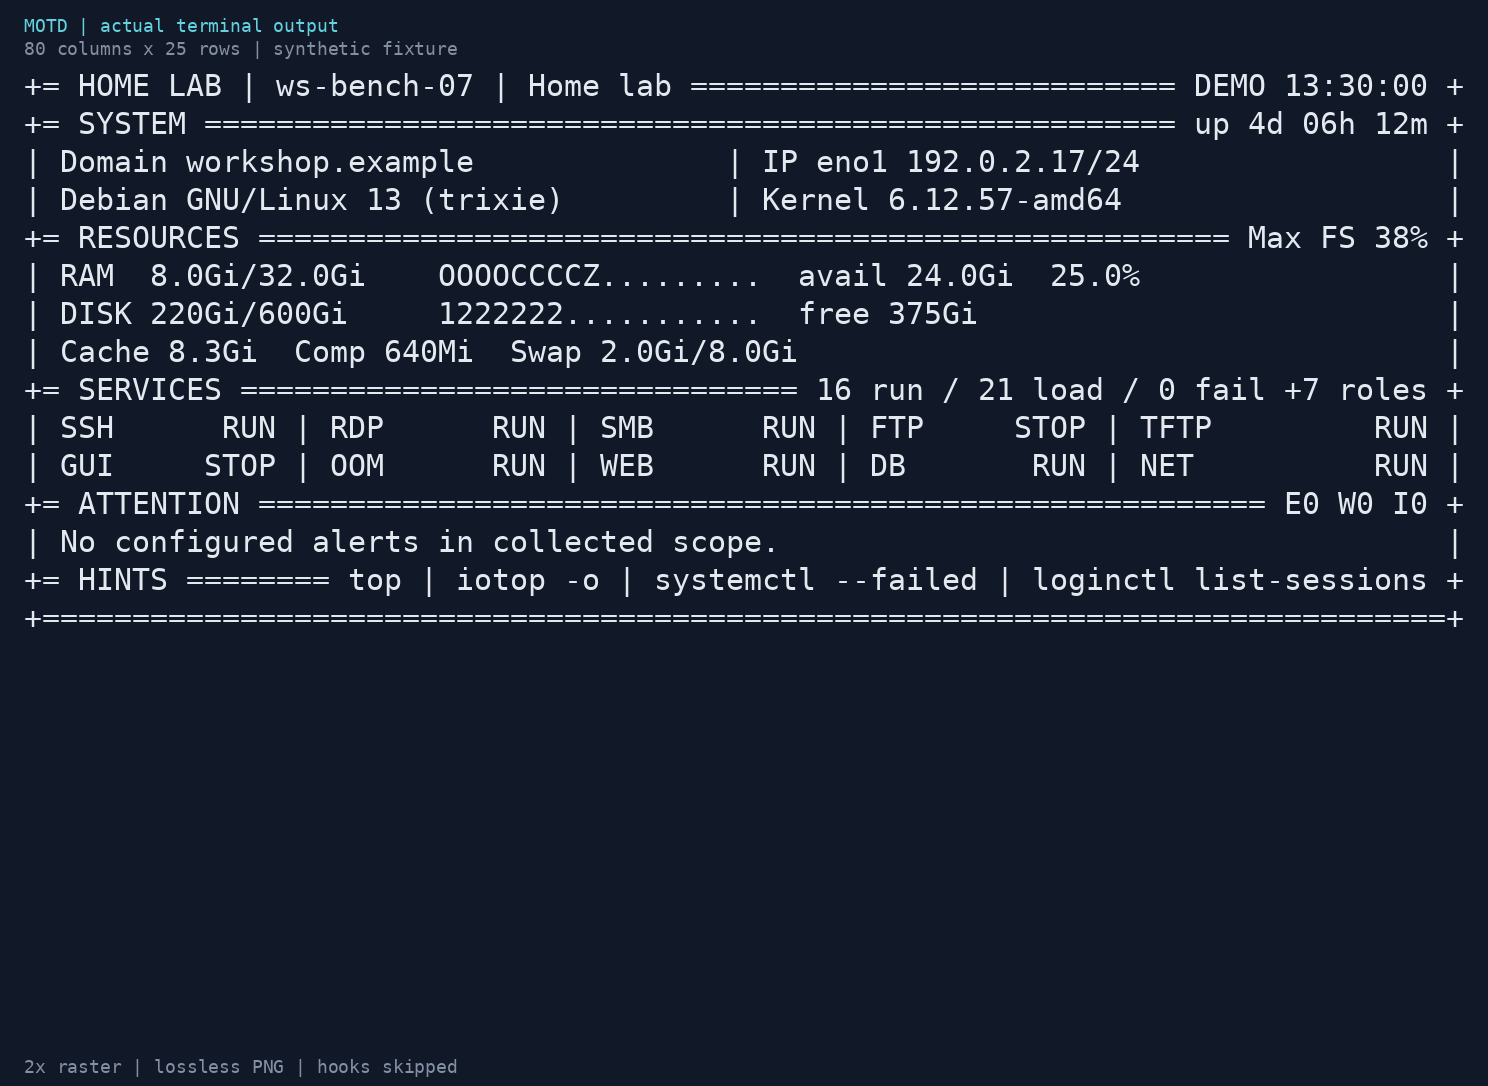 MOTD | actual terminal output
80 columns x 25 rows | synthetic fixture
+= HOME LAB | ws-bench-07 | Home lab =========================== DEMO 13:30:00 +
+= SYSTEM ====================================================== up 4d 06h 12m +
| Domain workshop.example              | IP eno1 192.0.2.17/24                 |
| Debian GNU/Linux 13 (trixie)         | Kernel 6.12.57-amd64                  |
+= RESOURCES ====================================================== Max FS 38% +
| RAM  8.0Gi/32.0Gi    OOOOCCCCZ.........  avail 24.0Gi  25.0%                 |
| DISK 220Gi/600Gi     1222222...........  free 375Gi                          |
| Cache 8.3Gi  Comp 640Mi  Swap 2.0Gi/8.0Gi                                    |
+= SERVICES =============================== 16 run / 21 load / 0 fail +7 roles +
| SSH      RUN | RDP      RUN | SMB      RUN | FTP     STOP | TFTP         RUN |
| GUI     STOP | OOM      RUN | WEB      RUN | DB       RUN | NET          RUN |
+= ATTENTION ======================================================== E0 W0 I0 +
| No configured alerts in collected scope.                                     |
+= HINTS ======== top | iotop -o | systemctl --failed | loginctl list-sessions +
+==============================================================================+
2x raster | lossless PNG | hooks skipped